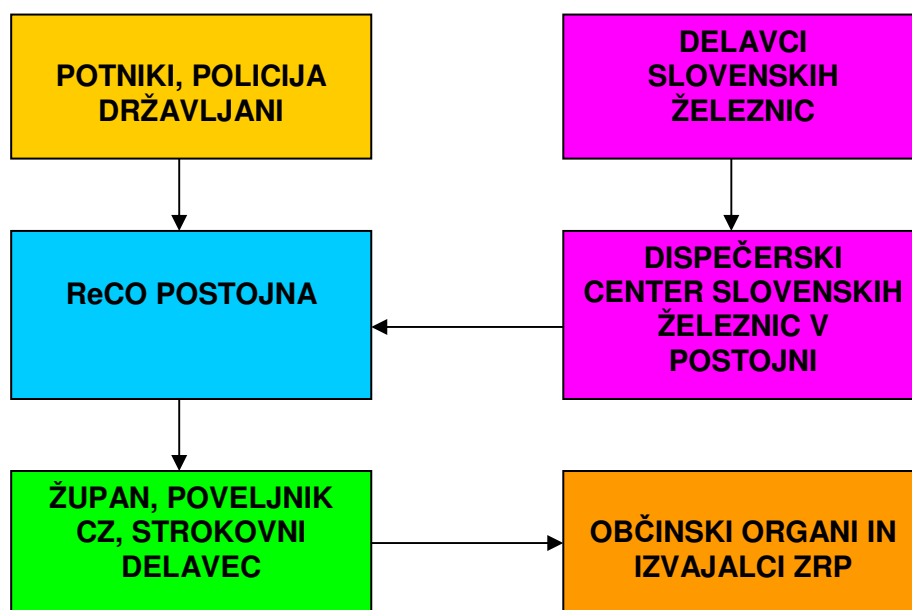 POTNIKI, POLICIJA
DRŽAVLJANI
DELAVCI
SLOVENSKIH
ŽELEZNIC
ReCO POSTOJNA
DISPEČERSKI
CENTER SLOVENSKIH
ŽELEZNIC V
POSTOJNI
ŽUPAN, POVELJNIK
CZ, STROKOVNI
DELAVEC
OBČINSKI ORGANI IN
IZVAJALCI ZRP